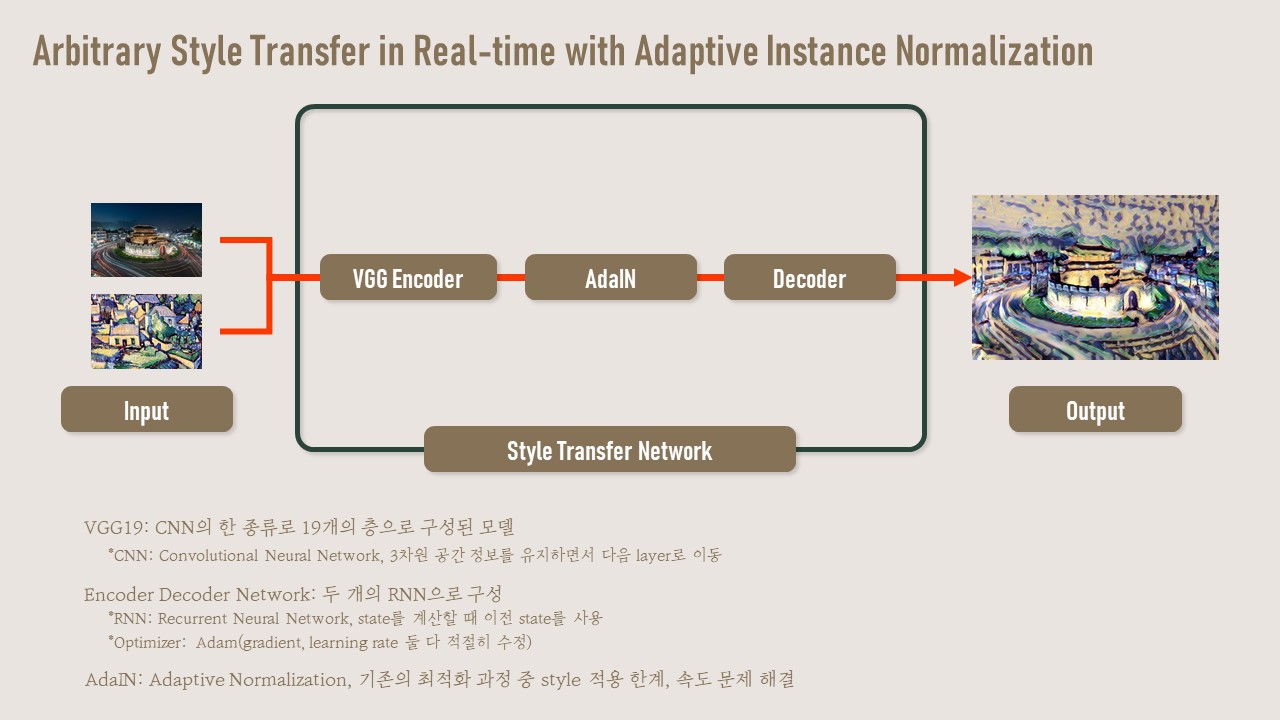 Arbitrary Style Transfer in Real-time with Adaptive Instance Normalization
VGG Encoder
AdaIN
Decoder
Input
Output
Style Transfer Network
VGG19: CNN의 한 종류로 19개의 층으로 구성된 모델
*CNN: Convolutional Neural Network, 3차원 공간 정보를 유지하면서 다음 layer로 이동
Encoder Decoder Network: 두 개의 RNN으로 구성
*RNN: Recurrent Neural Network, state를 계산할 때 이전 state를 사용
*Optimizer: Adam(gradient, learning rate 둘 다 적절히 수정)
AdaIN: Adaptive Normalization, 기존의 최적화 과정 중 style 적용 한계, 속도 문제 해결